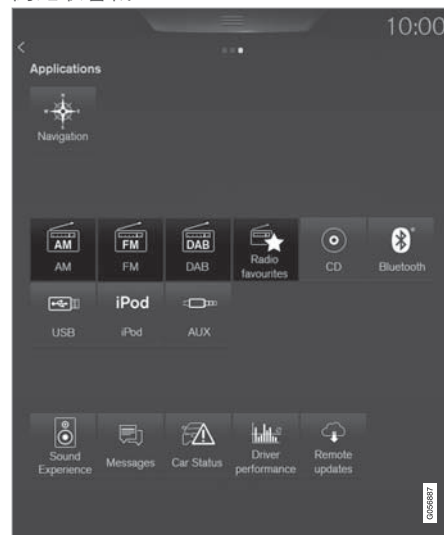 10:00
Applications
Navigation
AM
FM
DAB
AM
FM
DAB
Radio
favourites
CD
Bluetooth
iPod
USB
iPod
AUX
Sound
Experience
Messages
Car Status
Driver
performance
Remote
updates
G056887